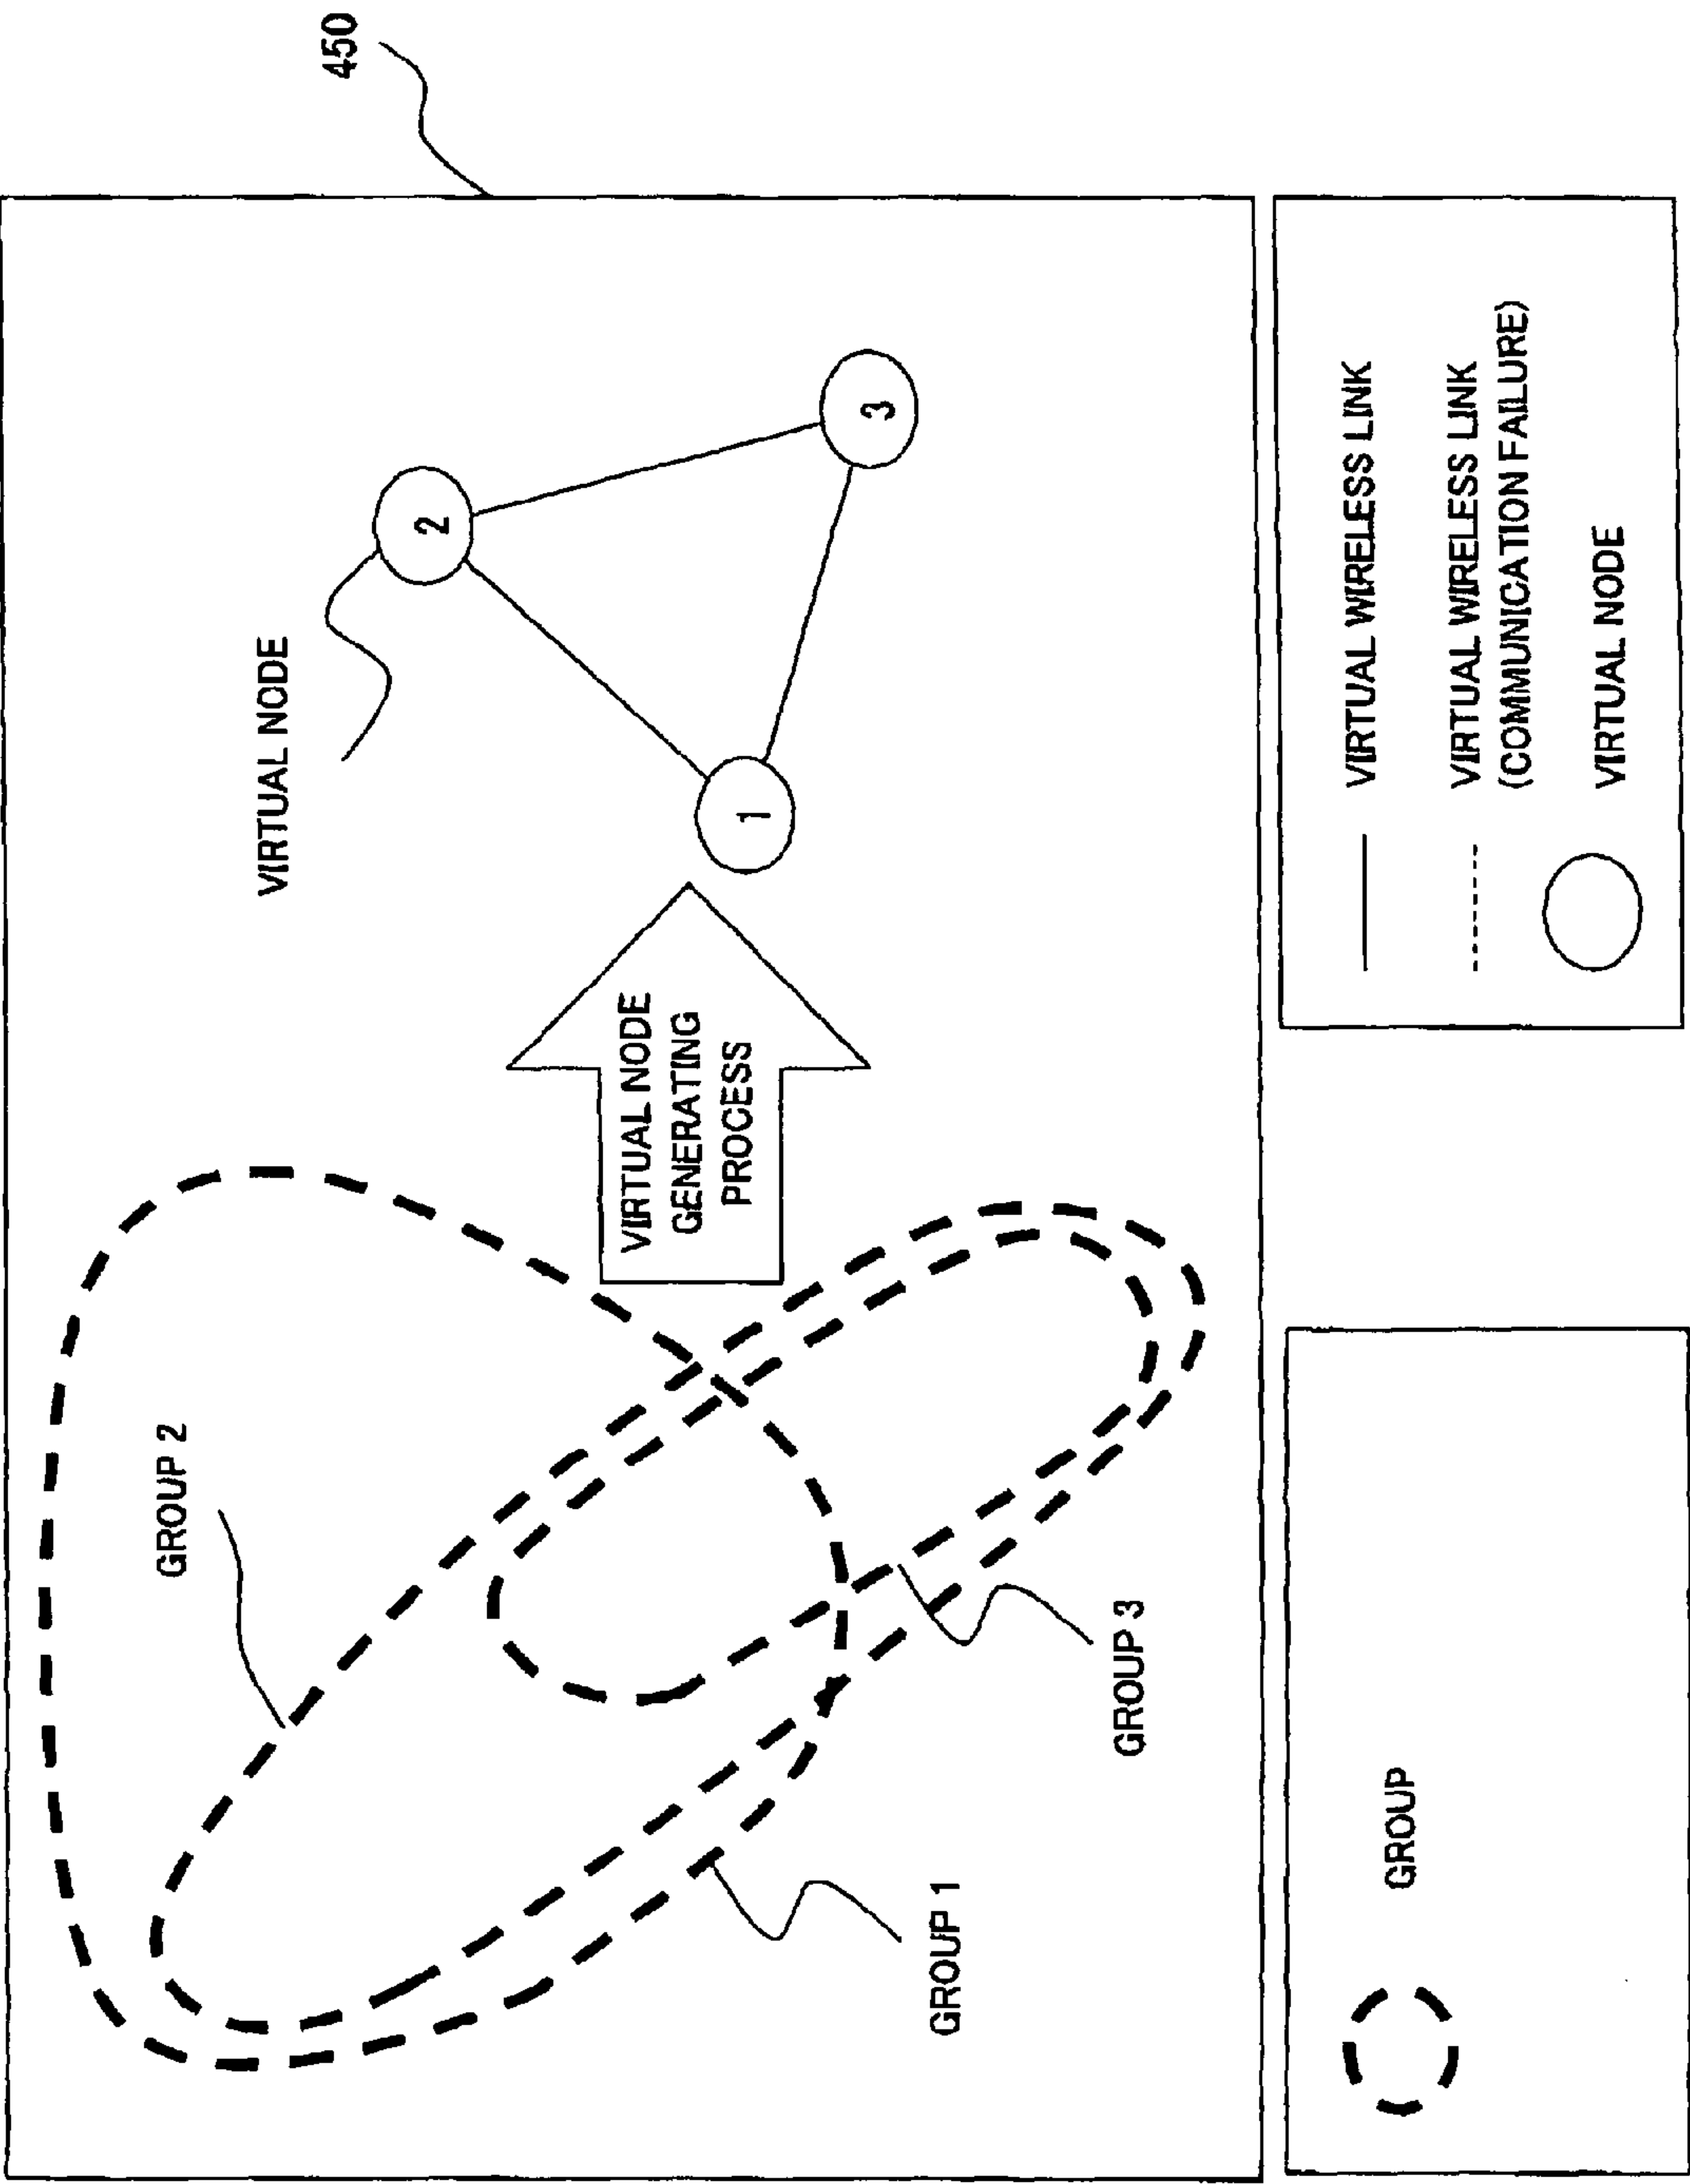 450
GROUP 2
VIRTUAL NODE
2
VIRTUAL NODE
GENERATING
PROCESS
1
3
GROUP 1
GROUP 3
GROUP
VIRTUAL WIRELESS LINK
VIRTUAL WIRELESS LINK
(COMMUNICATION FAILURE)
VIRTUAL NODE